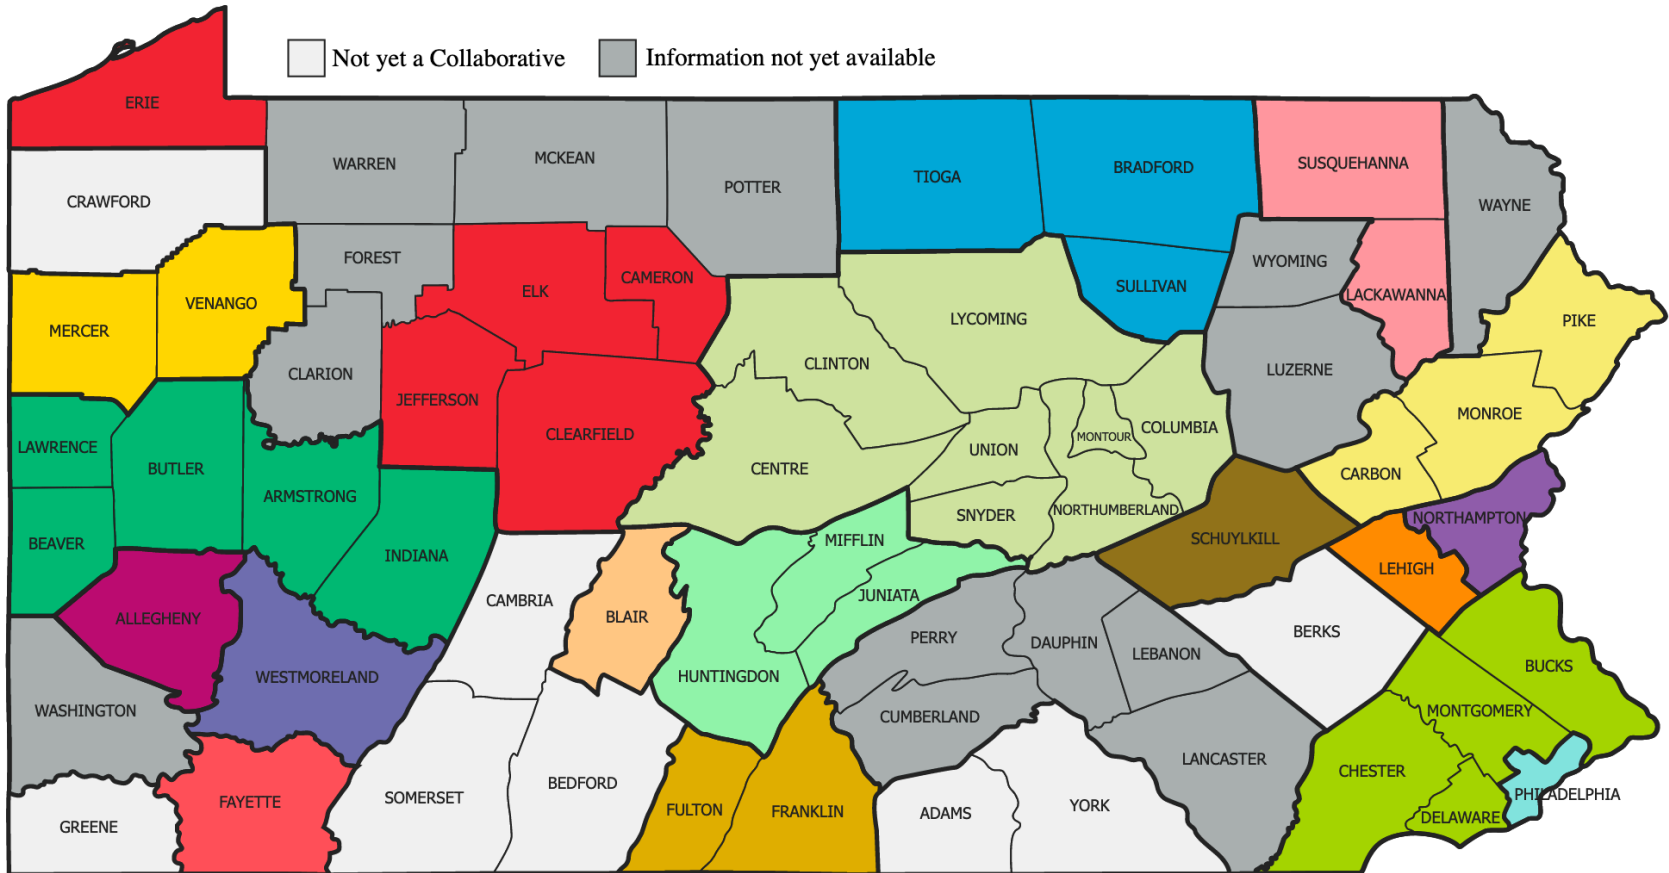 Not yet a Collaborative
Information not yet available
ERIE
WARREN
MCKEAN
POTTER
TIOGA
BRADFORD
SUSQUEHANNA
WAYNE
CRAWFORD
FOREST
ELK
CAMERON
SULLIVAN
WYOMING
LACKAWANNA
PIKE
MERCER
VENANGO
CLARION
JEFFERSON
CLEARFIELD
CLINTON
LYCOMING
LUZERNE
MONROE
LAWRENCE
BUTLER
ARMSTRONG
CENTRE
UNION
MONTOUR
COLUMBIA
CARBON
BEAVER
INDIANA
SNYDER
NORTHUMBERLAND
SCHUYLKILL
NORTHAMPTON
LEHIGH
ALLEGHENY
WESTMORELAND
CAMBRIA
BLAIR
HUNTINGDON
MIFFLIN
JUNIATA
PERRY
DAUPHIN
LEBANON
BERKS
BUCKS
WASHINGTON
CUMBERLAND
LANCASTER
MONTGOMERY
GREENE
FAYETTE
SOMERSET
BEDFORD
FULTON
FRANKLIN
ADAMS
YORK
CHESTER
DELAWARE
PHILADELPHIA